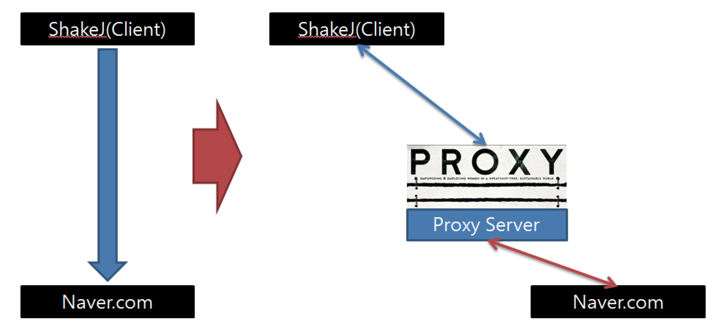 ShakeJ(Client)
ShakeJ(Client)
PROXY
EMPOWERING & EMPLOYING WOMEN IN A SWEATSHOP-FREE, SUSTAINABLE WORLD
Proxy Server
Naver.com
Naver.com